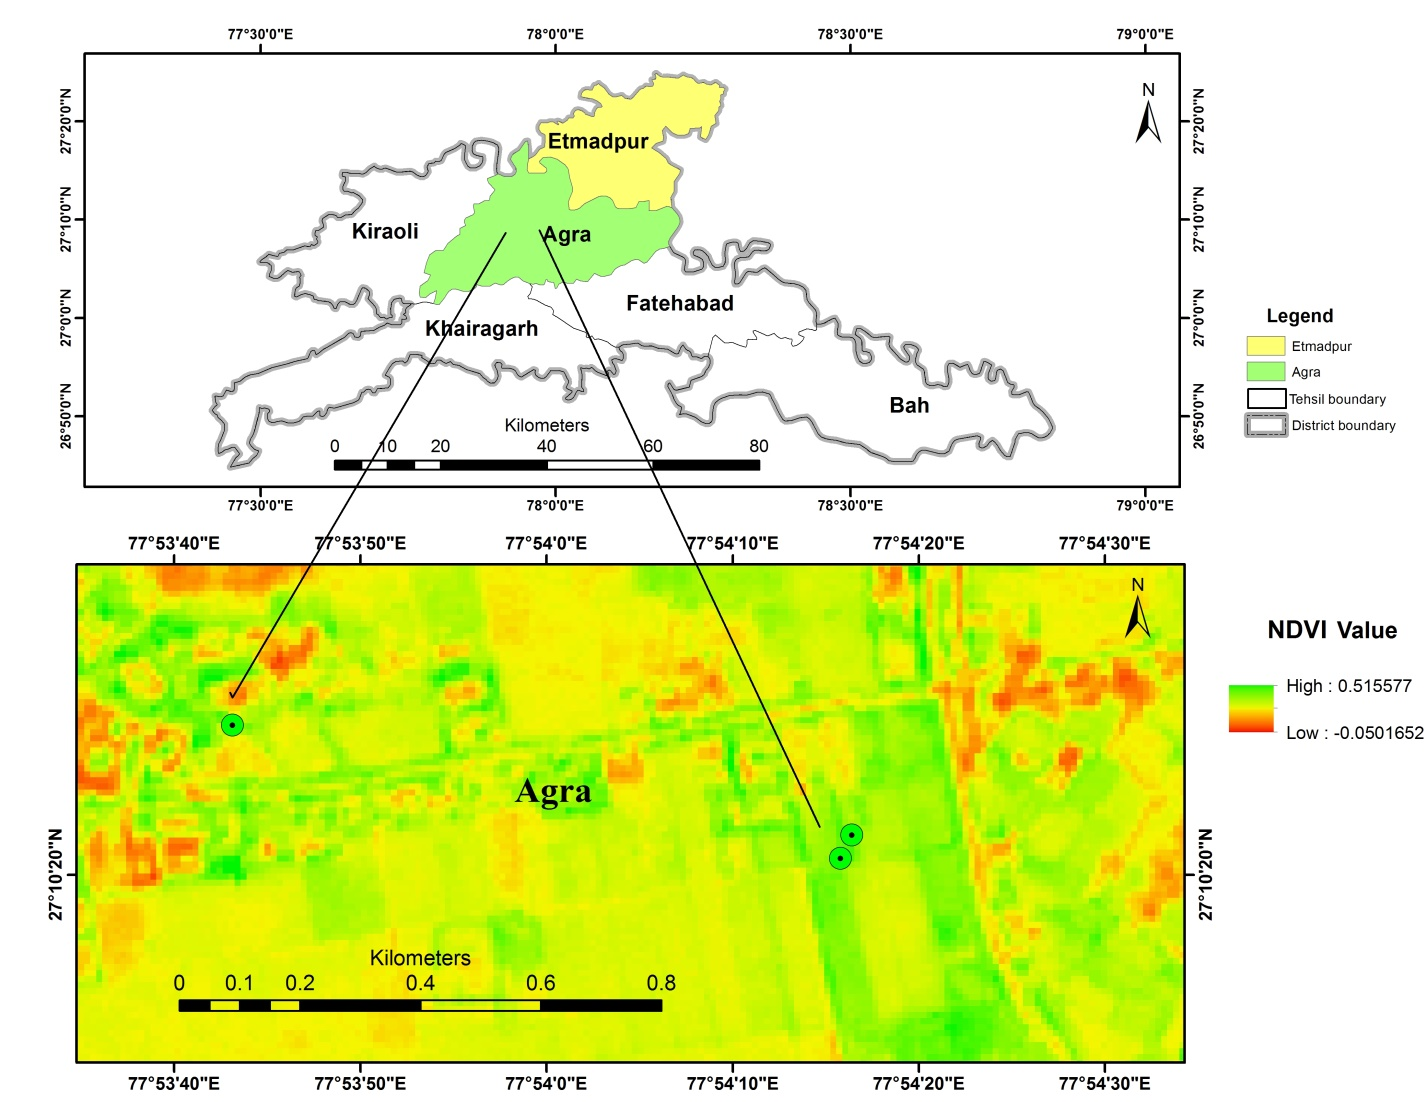 77°30'0"E 78°0'0"E 78°30'0"E 79°0'0"E
N
27°20'0"N 27°20'0"N
Etmadpur
27°10'0"N 27°10'0"N
Kiraoli Agra
27°0'0"N 27°0'0"N
Fatehabad
Khairagarh
26°50'0"N 26°50'0"N
Bah
Kilometers
0 10 20 40 60 80
77°30'0"E 78°0'0"E 78°30'0"E 79°0'0"E
Legend
Etmadpur
Agra
Tehsil boundary
District boundary
77°53'40"E 77°53'50"E 77°54'0"E 77°54'10"E 77°54'20"E 77°54'30"E
N
Agra
27°10'20"N 27°10'20"N
Kilometers
0 0.1 0.2 0.4 0.6 0.8
77°53'40"E 77°53'50"E 77°54'0"E 77°54'10"E 77°54'20"E 77°54'30"E
NDVI Value
High : 0.515577
Low : -0.0501652